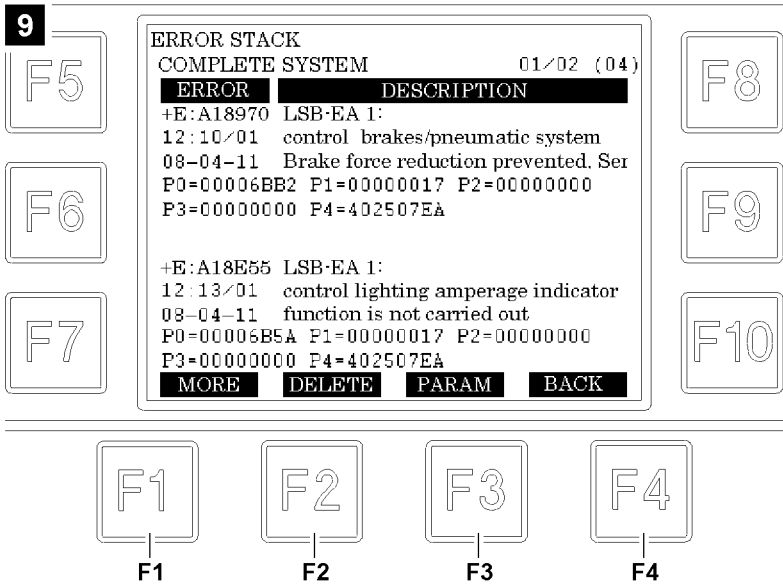 9
F5
F8
ERROR STACK
COMPLETE SYSTEM 01/02 (04)
ERROR DESCRIPTION
+E:A18970 LSB-EA 1:
12:10/01 control brakes/pneumatic system
08-04-11 Brake force reduction prevented. Ser
P0=00006BB2 P1=00000017 P2=00000000
P3=00000000 P4=402507EA
F6
F9
+E:A18E55 LSB-EA 1:
12:13/01 control lighting amperage indicator
08-04-11 function is not carried out
P0=00006B5A P1=00000017 P2=00000000
P3=00000000 P4=402507EA
F7
F10
MORE DELETE PARAM BACK
F1 F2 F3 F4
F1 F2 F3 F4